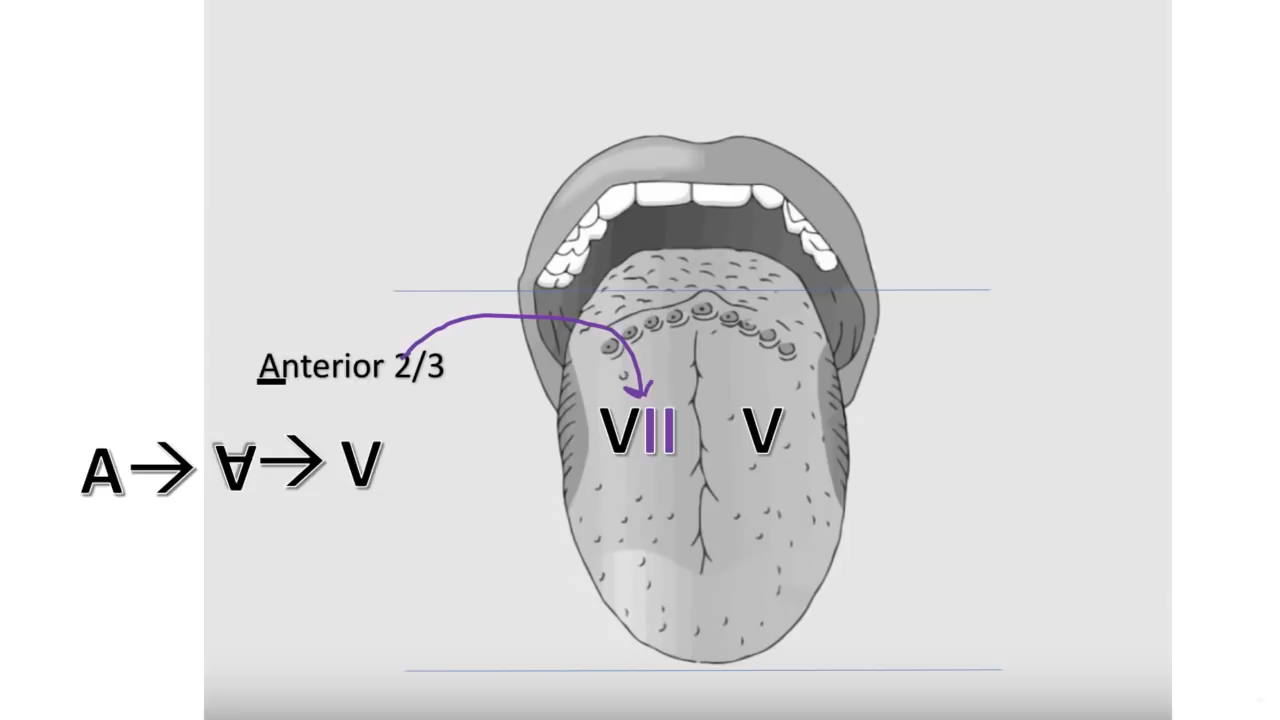 Anterior 2/3
VII V
A→ ∀→ V